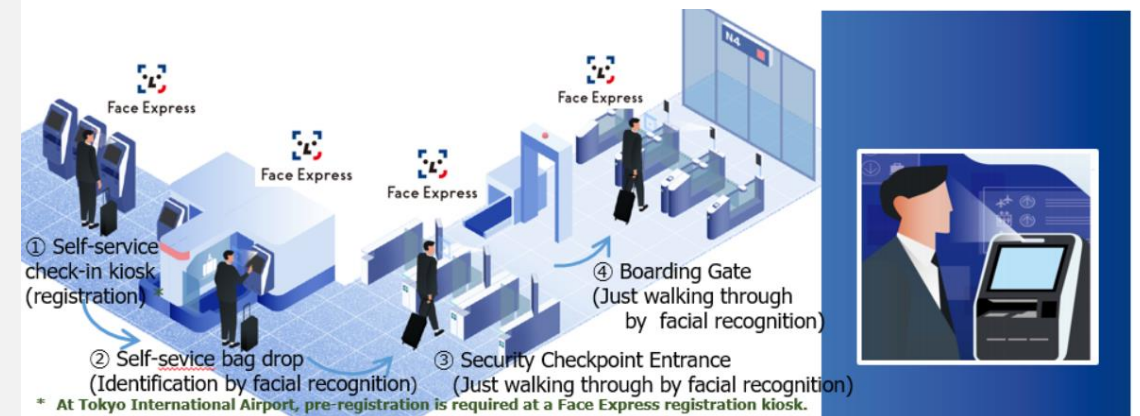 Face Express
Face Express
Face Express
Face Express
N4
① Self-service
check-in kiosk
(registration) *
② Self-sevice bag drop
(Identification by facial recognition)
③ Security Checkpoint Entrance
(Just walking through by facial recognition)
④ Boarding Gate
(Just walking through
by facial recognition)
* At Tokyo International Airport, pre-registration is required at a Face Express registration kiosk.